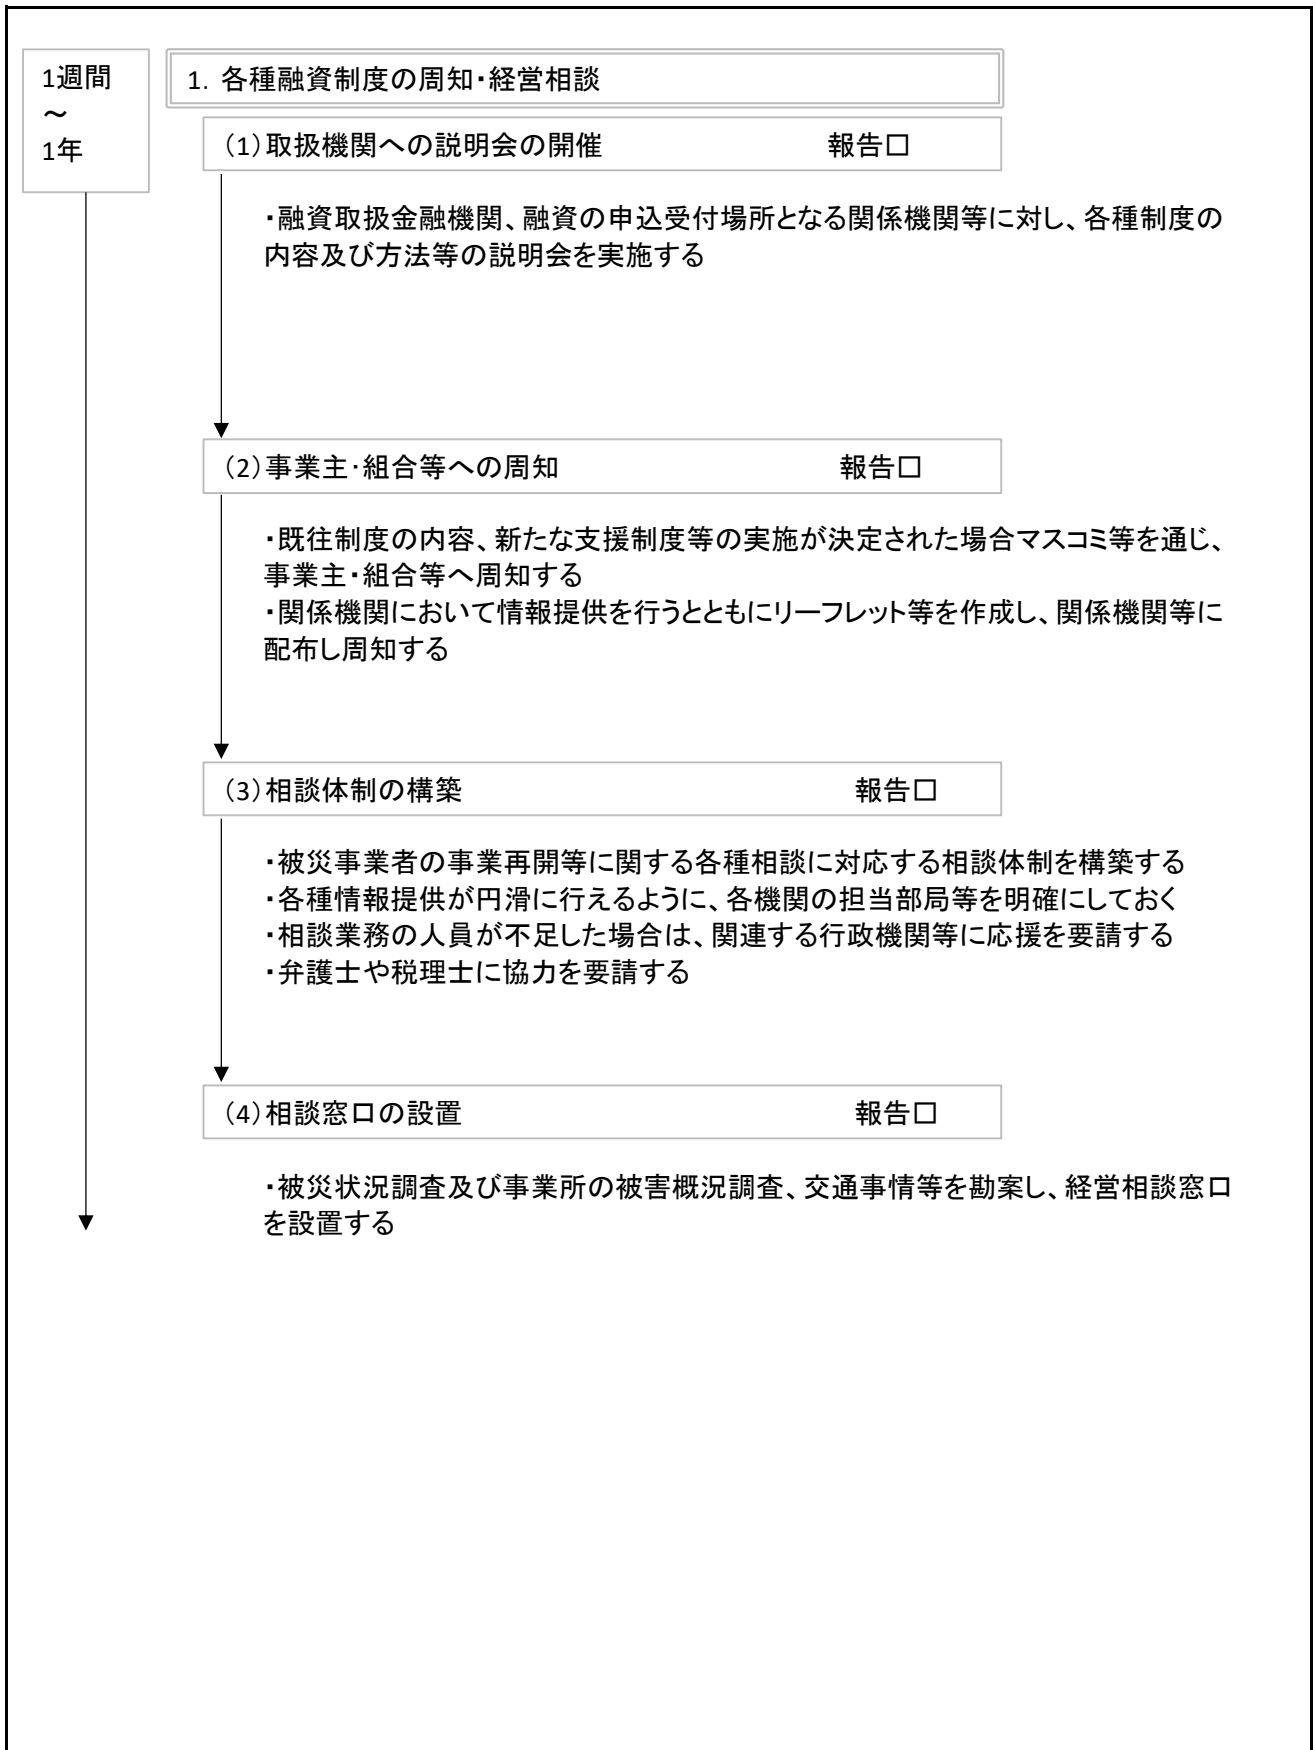 1週間
～
1年
1. 各種融資制度の周知・経営相談
(1)取扱機関への説明会の開催 報告□
・融資取扱金融機関、融資の申込受付場所となる関係機関等に対し、各種制度の
内容及び方法等の説明会を実施する
(2)事業主・組合等への周知 報告□
・既往制度の内容、新たな支援制度等の実施が決定された場合マスコミ等を通じ、
事業主・組合等へ周知する
・関係機関において情報提供を行うとともにリーフレット等を作成し、関係機関等に
配布し周知する
(3)相談体制の構築 報告□
・被災事業者の事業再開等に関する各種相談に対応する相談体制を構築する
・各種情報提供が円滑に行えるように、各機関の担当部局等を明確にしておく
・相談業務の人員が不足した場合は、関連する行政機関等に応援を要請する
・弁護士や税理士に協力を要請する
(4)相談窓口の設置 報告□
・被災状況調査及び事業所の被害概況調査、交通事情等を勘案し、経営相談窓口
を設置する